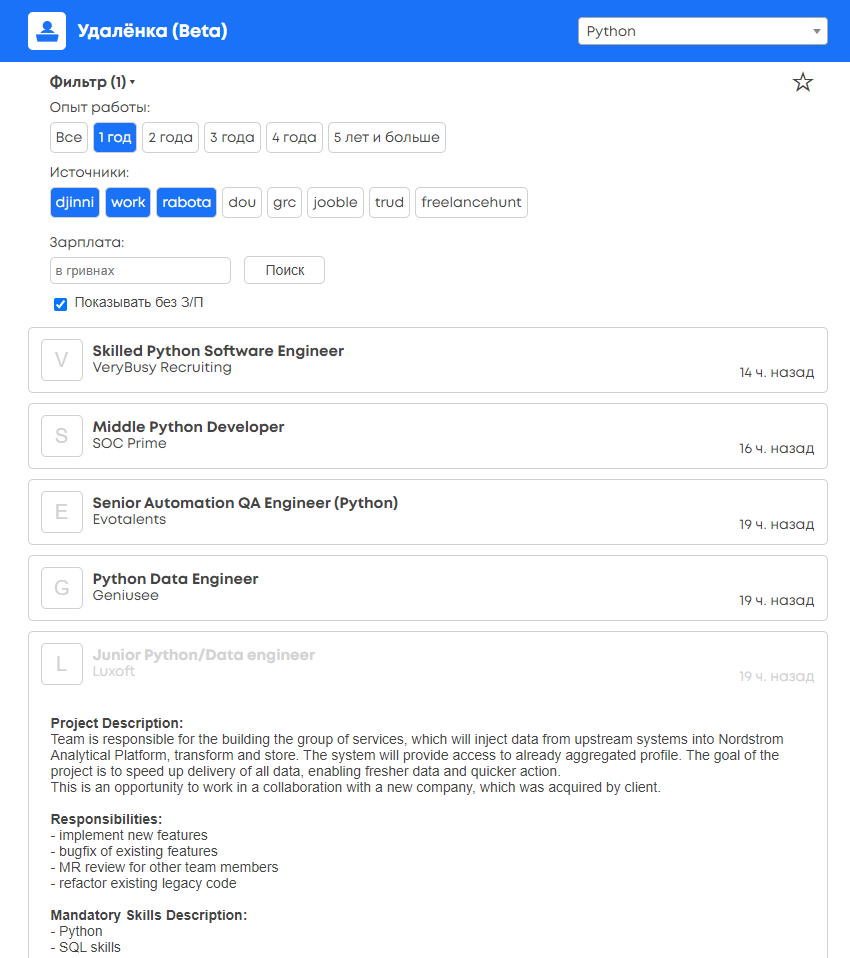 Удалёнка (Beta)
Python
Фильтр (1)
Опыт работы:
Все 1 год 2 года 3 года 4 года 5 лет и больше
Источники:
djinni work rabota dou grc jooble trud freelancehunt
Зарплата:
в гривнах Поиск
Показывать без З/П
V
Skilled Python Software Engineer
VeryBusy Recruiting
14 ч. назад
S
Middle Python Developer
SOC Prime
16 ч. назад
E
Senior Automation QA Engineer (Python)
Evotalents
19 ч. назад
G
Python Data Engineer
Geniusee
19 ч. назад
L
Junior Python/Data engineer
Luxoft
19 ч. назад
Project Description:
Team is responsible for the building the group of services, which will inject data from upstream systems into Nordstrom
Analytical Platform, transform and store. The system will provide access to already aggregated profile. The goal of the
project is to speed up delivery of all data, enabling fresher data and quicker action.
This is an opportunity to work in a collaboration with a new company, which was acquired by client.
Responsibilities:
- implement new features
- bugfix of existing features
- MR review for other team members
- refactor existing legacy code
Mandatory Skills Description:
- Python
- SQL skills